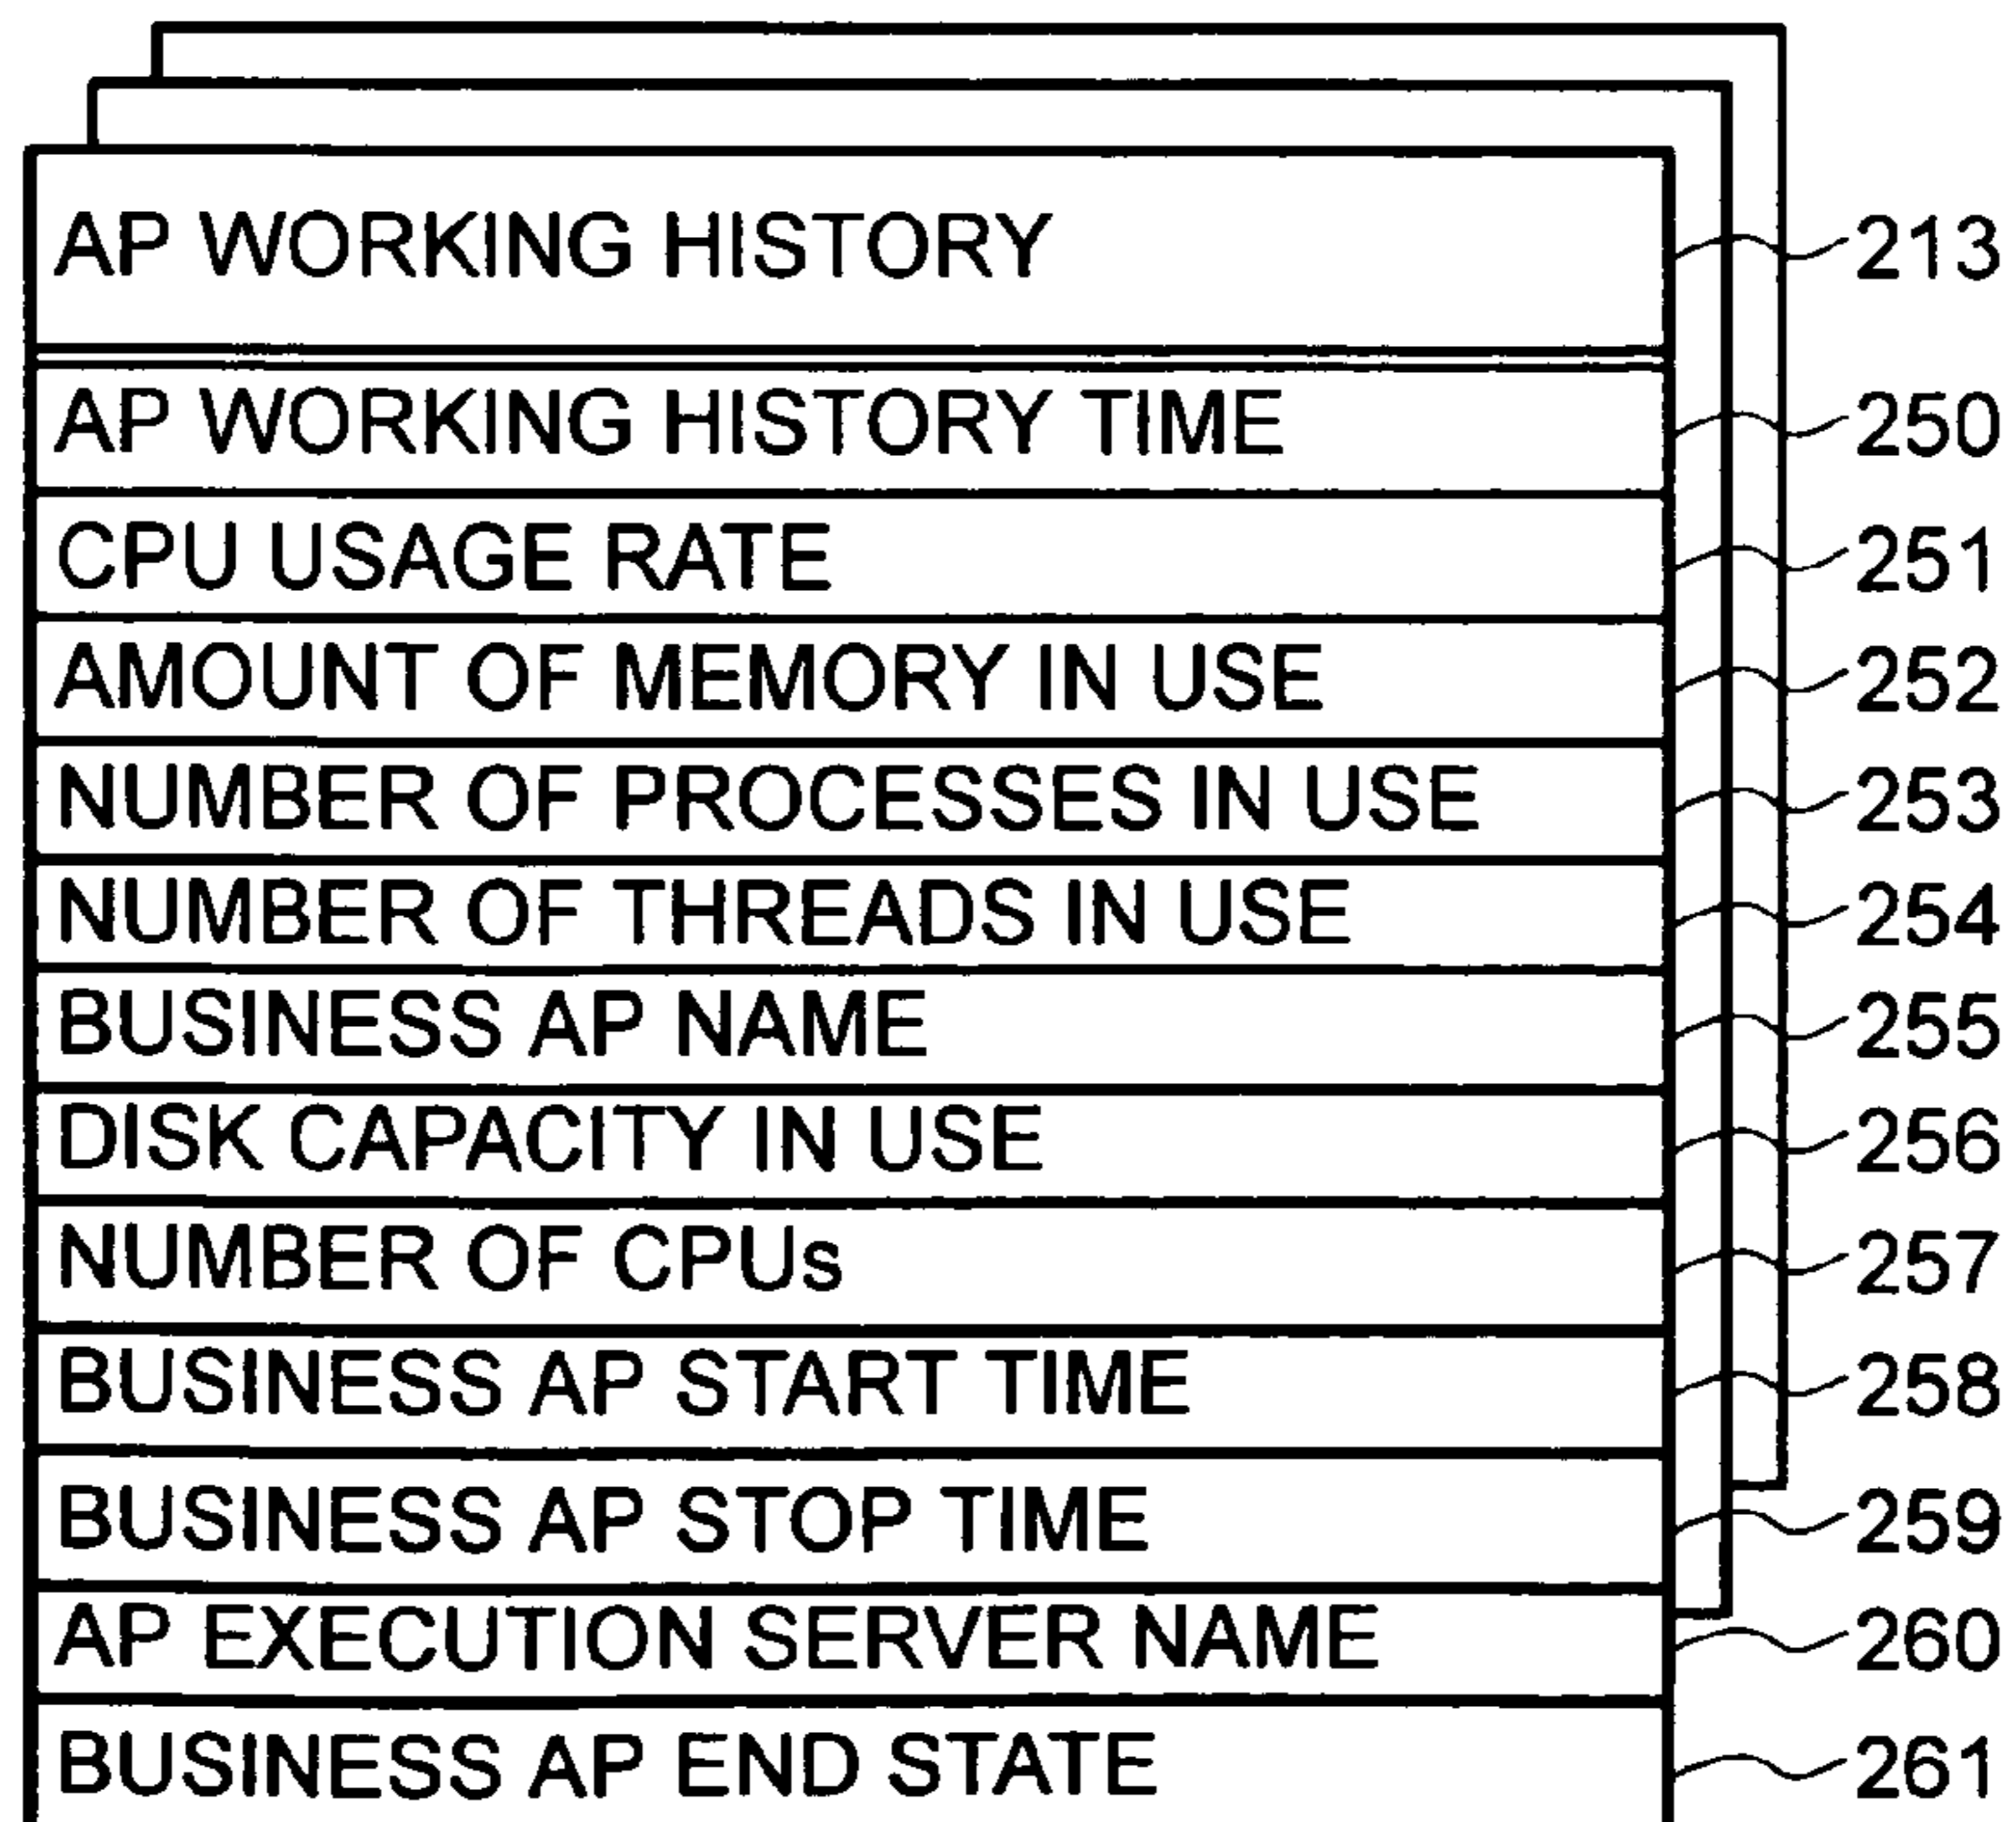 AP WORKING HISTORY 213
AP WORKING HISTORY TIME 250
CPU USAGE RATE 251
AMOUNT OF MEMORY IN USE 252
NUMBER OF PROCESSES IN USE 253
NUMBER OF THREADS IN USE 254
BUSINESS AP NAME 255
DISK CAPACITY IN USE 256
NUMBER OF CPUs 257
BUSINESS AP START TIME 258
BUSINESS AP STOP TIME 259
AP EXECUTION SERVER NAME 260
BUSINESS AP END STATE 261